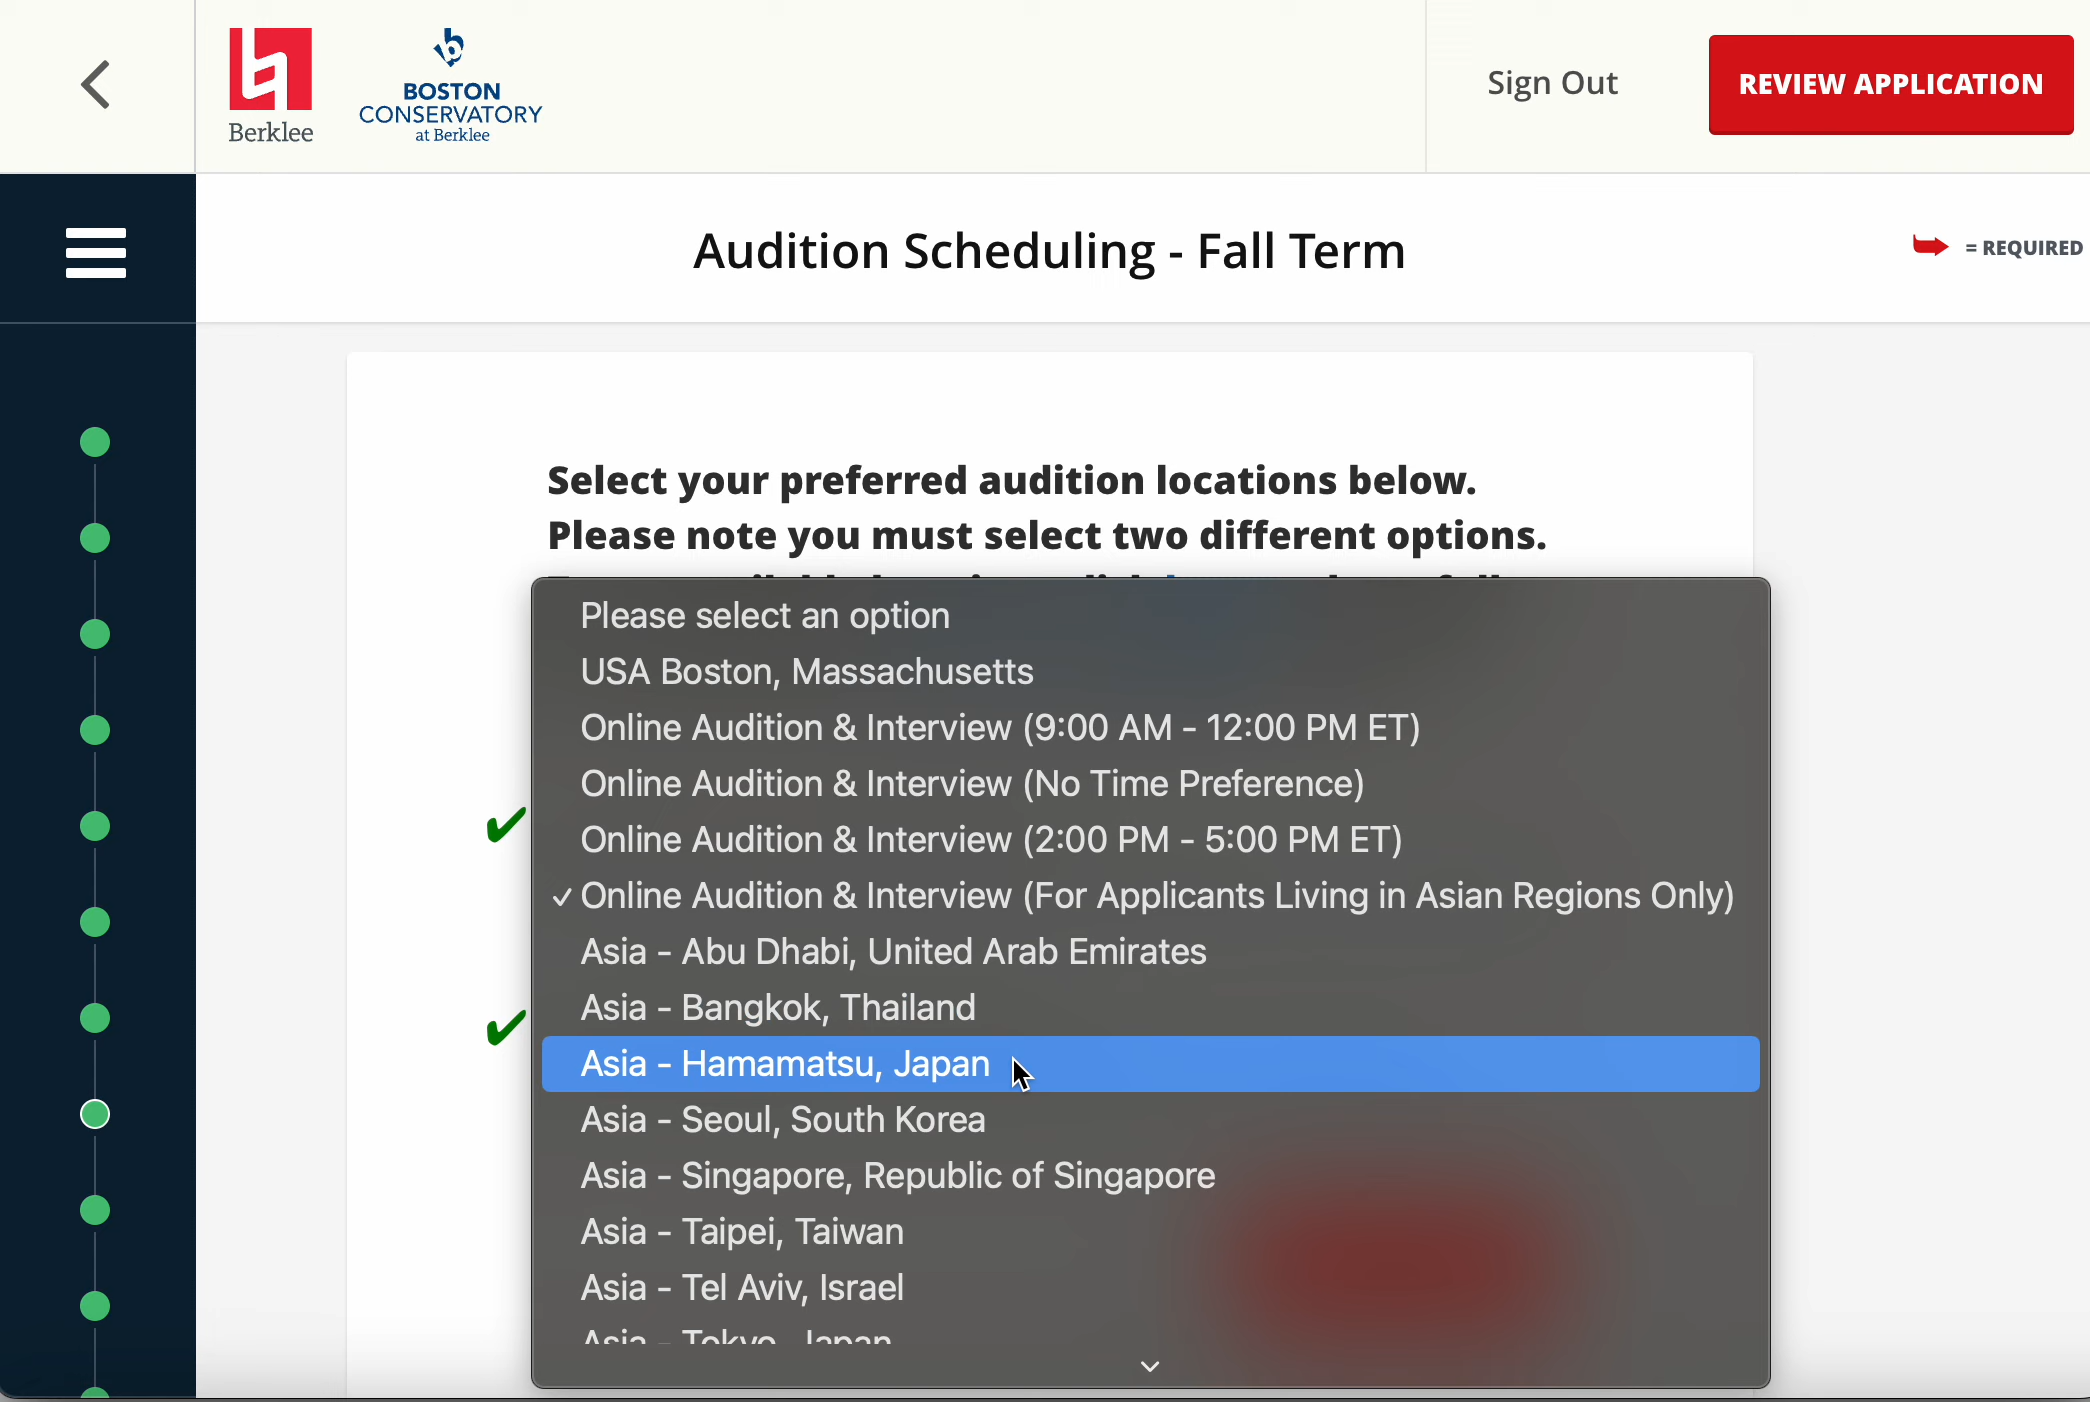 Berklee
BOSTON
CONSERVATORY
at Berklee
Sign Out
REVIEW APPLICATION
Audition Scheduling - Fall Term
= REQUIRED
Select your preferred audition locations below.
Please note you must select two different options.
Please select an option
USA Boston, Massachusetts
Online Audition & Interview (9:00 AM - 12:00 PM ET)
Online Audition & Interview (No Time Preference)
Online Audition & Interview (2:00 PM - 5:00 PM ET)
✓ Online Audition & Interview (For Applicants Living in Asian Regions Only)
Asia - Abu Dhabi, United Arab Emirates
Asia - Bangkok, Thailand
Asia - Hamamatsu, Japan
Asia - Seoul, South Korea
Asia - Singapore, Republic of Singapore
Asia - Taipei, Taiwan
Asia - Tel Aviv, Israel
Asia - Tokyo, Japan